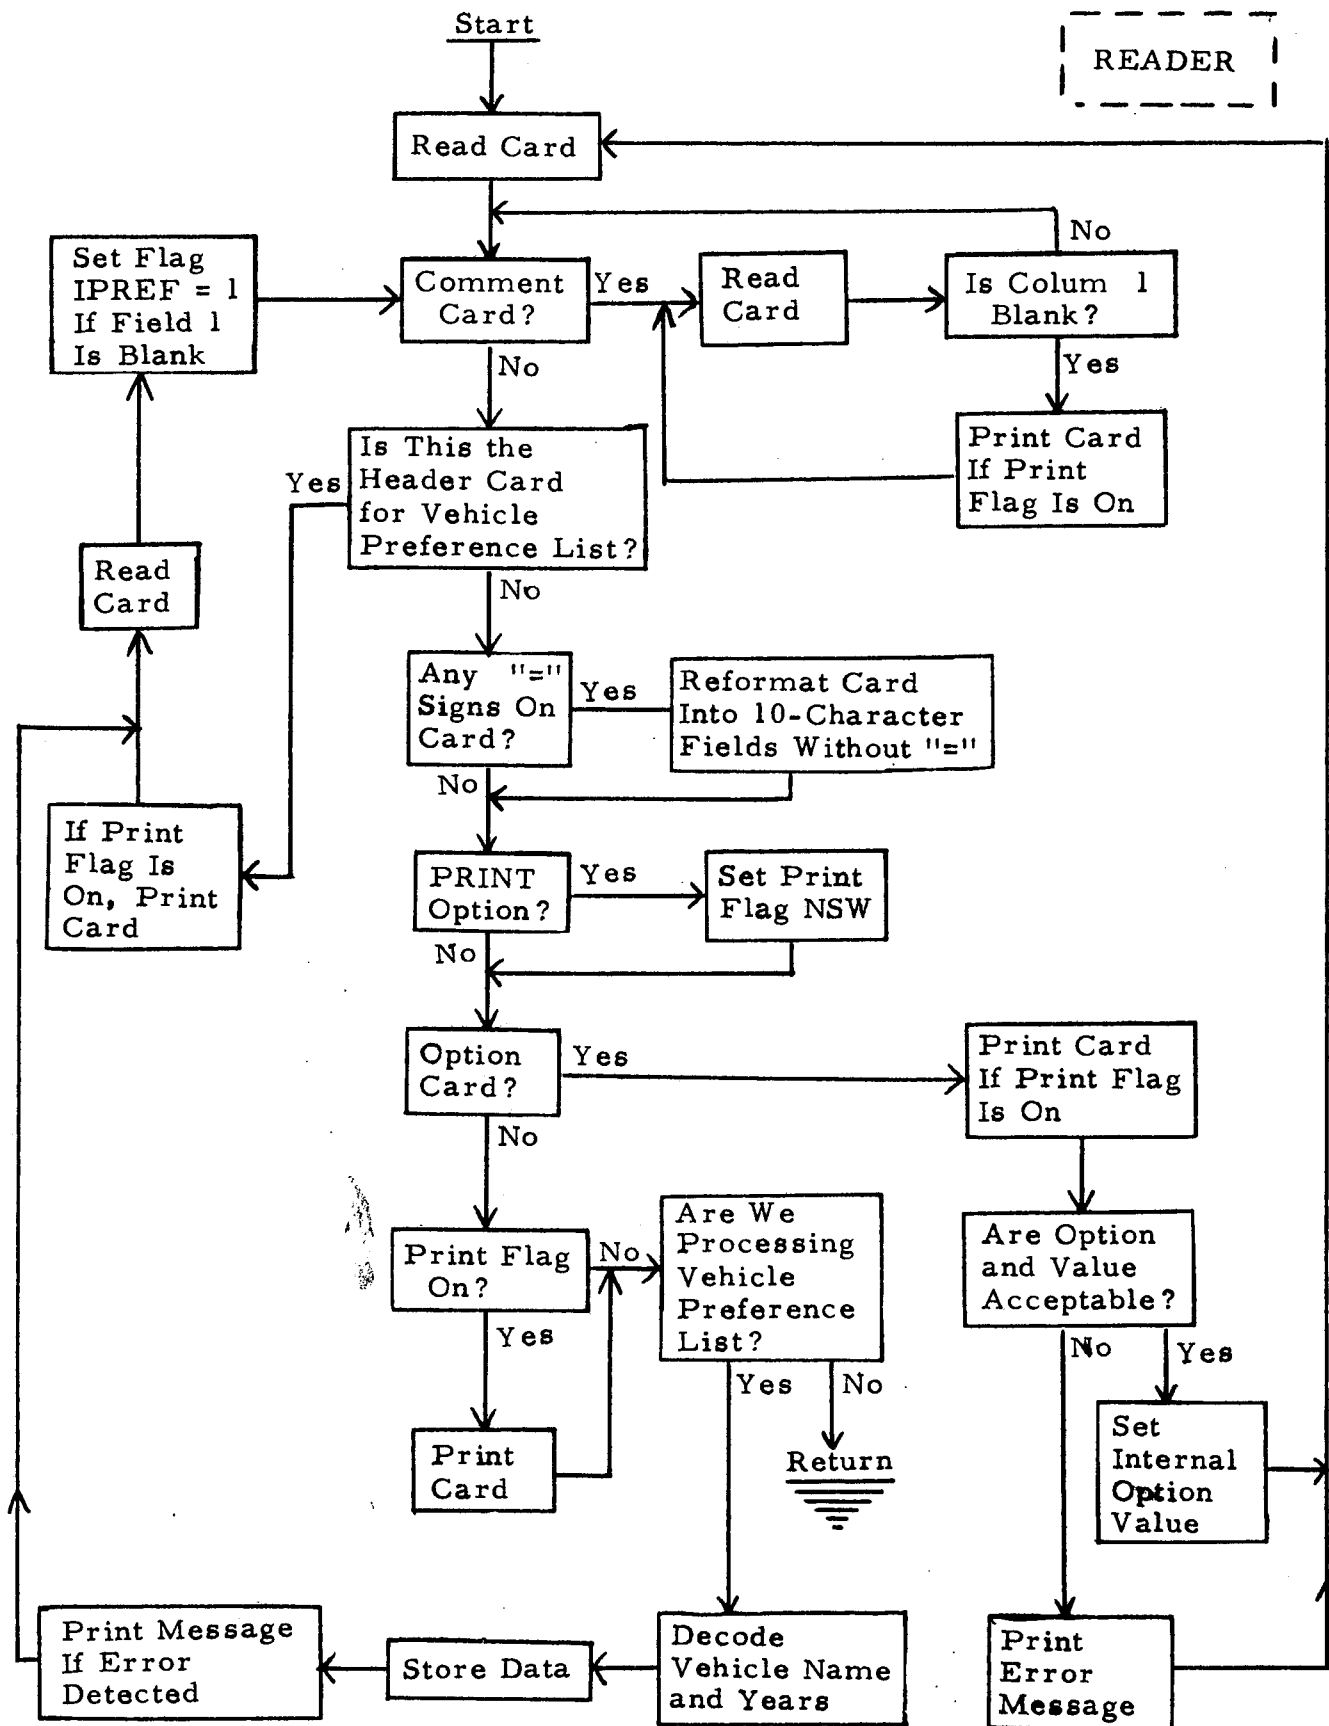 Start
READER
Read Card
No
Set Flag
IPREF = 1
If Field 1
Is Blank
Comment
Card?
Yes
Read
Card
Is Colum 1
Blank?
No
Yes
Print Card
If Print
Flag Is On
Is This the
Header Card
for Vehicle
Preference List?
Yes
No
Read
Card
Any "="
Signs On
Card?
Yes
Reformat Card
Into 10-Character
Fields Without "="
No
If Print
Flag Is
On, Print
Card
PRINT
Option?
Yes
Set Print
Flag NSW
No
Option
Card?
Yes
Print Card
If Print Flag
Is On
No
Print Flag
On?
No
Are We
Processing
Vehicle
Preference
List?
Are Option
and Value
Acceptable?
Yes
No
Yes
Yes
No
Print
Card
Return
Set
Internal
Option
Value
Print Message
If Error
Detected
Store Data
Decode
Vehicle Name
and Years
Print
Error
Message